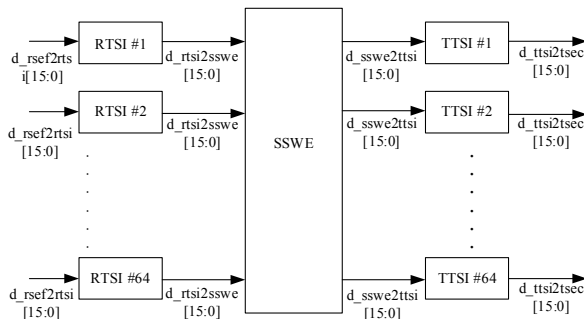 RTSI #1
TTSI #1
d_rsef2rts
i[15:0]
d_rtsi2sswe
[15:0]
d_sswe2ttsi
[15:0]
d_ttsi2tsec
[15:0]
RTSI #2
TTSI #2
d_rsef2rtsi
[15:0]
d_rtsi2sswe
[15:0]
SSWE
d_sswe2ttsi
[15:0]
d_ttsi2tsec
[15:0]
RTSI #64
TTSI #64
d_rsef2rtsi
[15:0]
d_rtsi2sswe
[15:0]
d_sswe2ttsi
[15:0]
d_ttsi2tsec
[15:0]